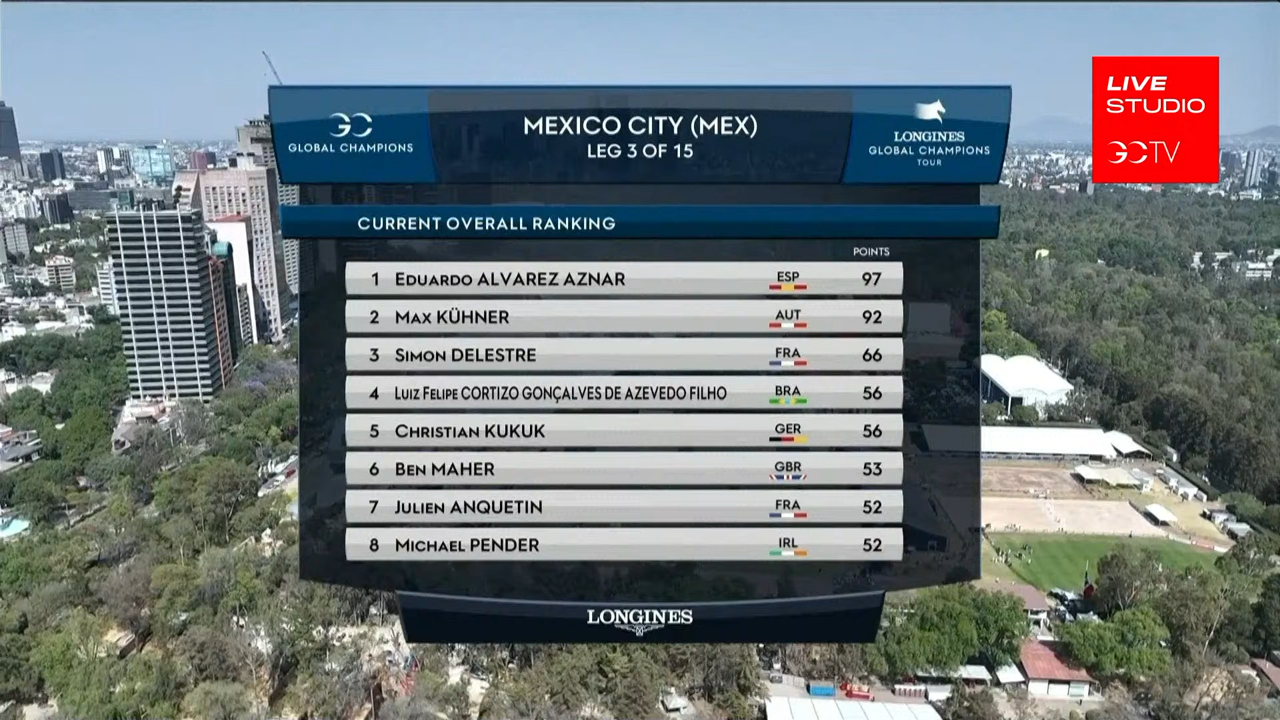 LIVE
STUDIO
GCTV
GC
GLOBAL CHAMPIONS
MEXICO CITY (MEX)
LEG 3 OF 15
LONGINES
GLOBAL CHAMPIONS
TOUR
CURRENT OVERALL RANKING
POINTS
1 Eduardo ALVAREZ AZNAR ESP 97
2 Max KÜHNER AUT 92
3 Simon DELESTRE FRA 66
4 Luiz Felipe CORTIZO GONÇALVES DE AZEVEDO FILHO BRA 56
5 Christian KUKUK GER 56
6 Ben MAHER GBR 53
7 Julien ANQUETIN FRA 52
8 Michael PENDER IRL 52
LONGINES